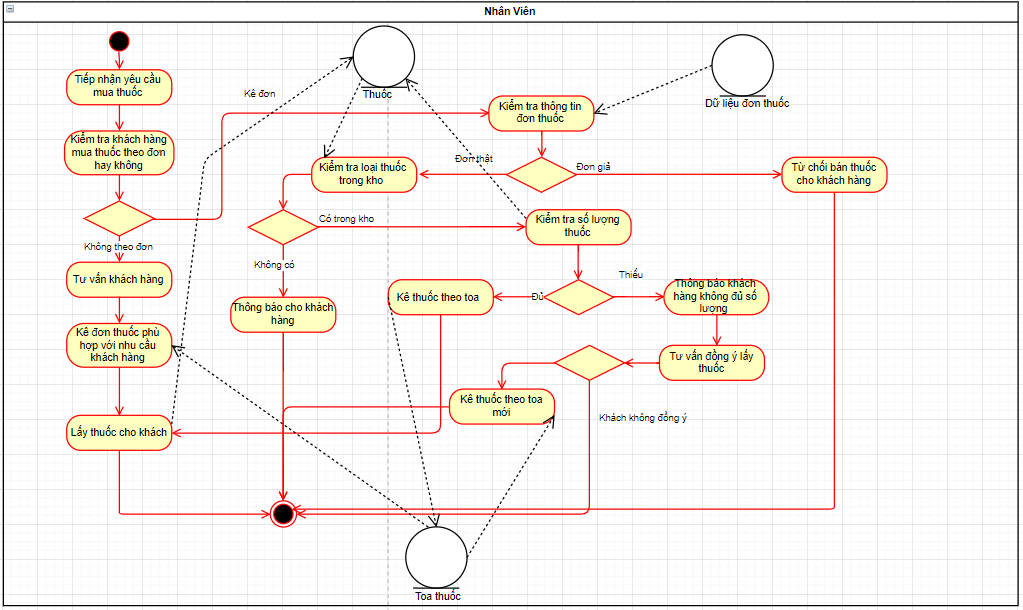 Nhân Viên
Tiếp nhận yêu cầu
mua thuốc
Kiểm tra khách hàng
mua thuốc theo đơn
hay không
Không theo đơn
Tư vấn khách hàng
Kê đơn thuốc phù
hợp với nhu cầu
khách hàng
Lấy thuốc cho khách
Kê đơn
Thuốc
Dữ liệu đơn thuốc
Kiểm tra thông tin
đơn thuốc
Đơn thật
Đơn giả
Từ chối bán thuốc
cho khách hàng
Kiểm tra loại thuốc
trong kho
Có trong kho
Không có
Thông báo cho khách
hàng
Kiểm tra số lượng
thuốc
Thiếu
Đủ
Kê thuốc theo toa
Thông báo khách
hàng không đủ số
lượng
Tư vấn đồng ý lấy
thuốc
Kê thuốc theo toa
mới
Khách không đồng ý
Toa thuốc